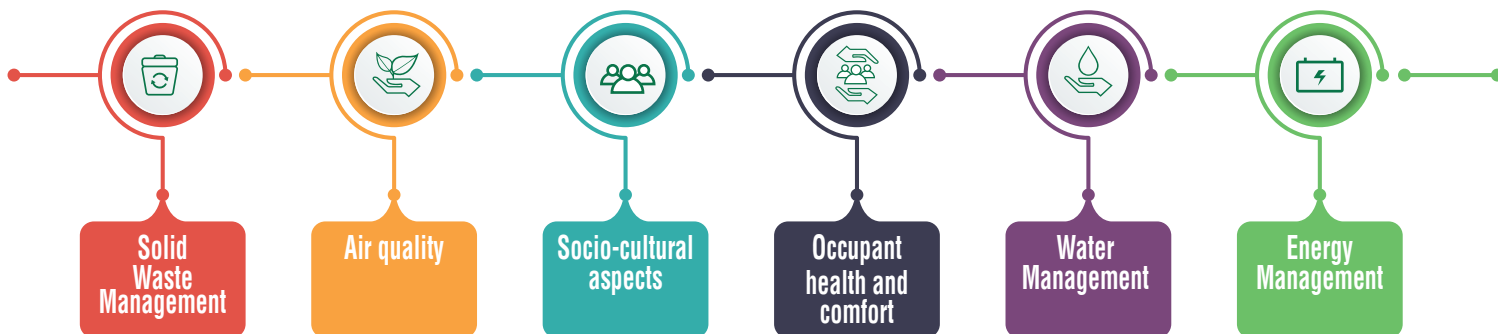 Solid
Waste
Management
Air quality
Socio-cultural
aspects
Occupant
health and
comfort
Water
Management
Energy
Management